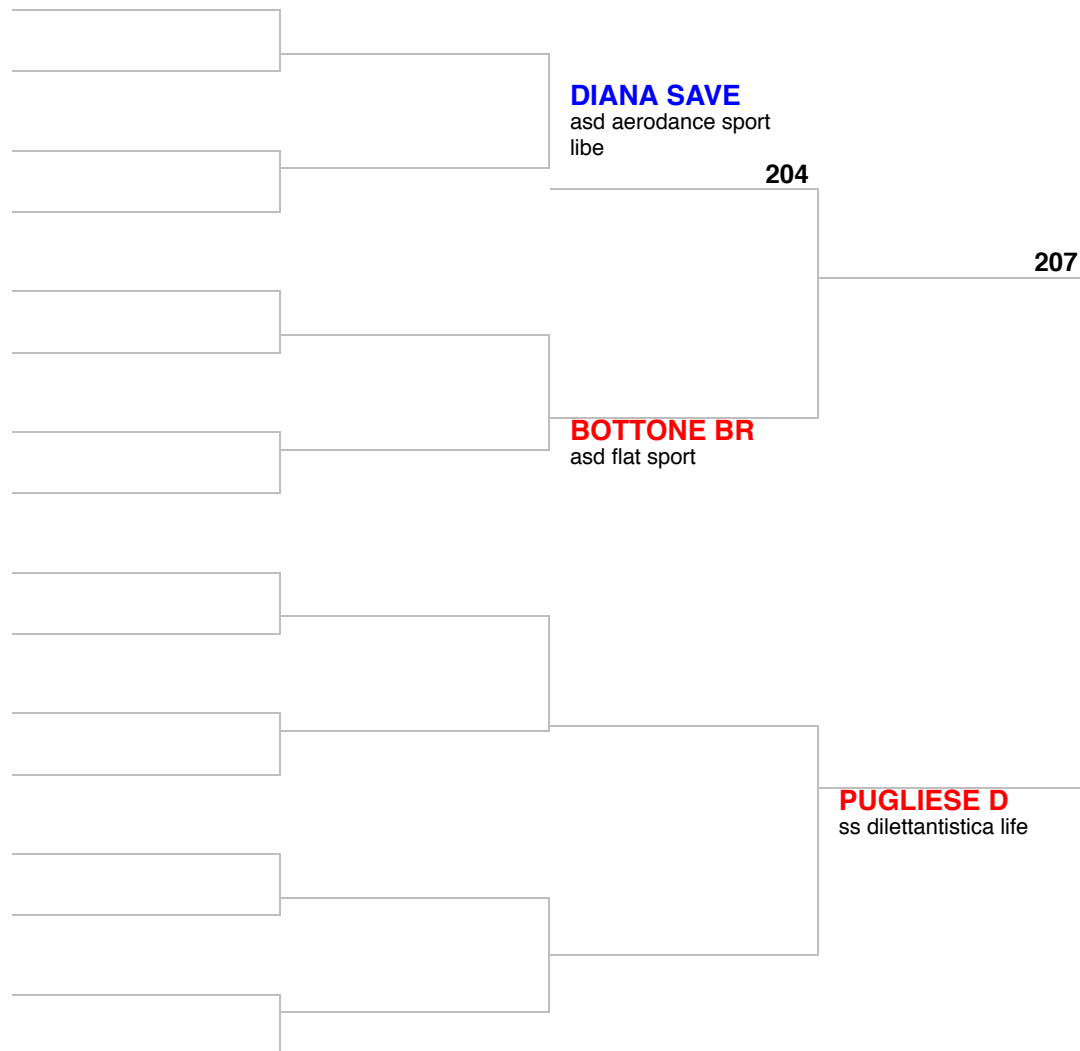 DIANA SAVE
asd aerodance sport
libe
204
207
BOTTONE BR
asd flat sport
PUGLIESE D
ss dilettantistica life